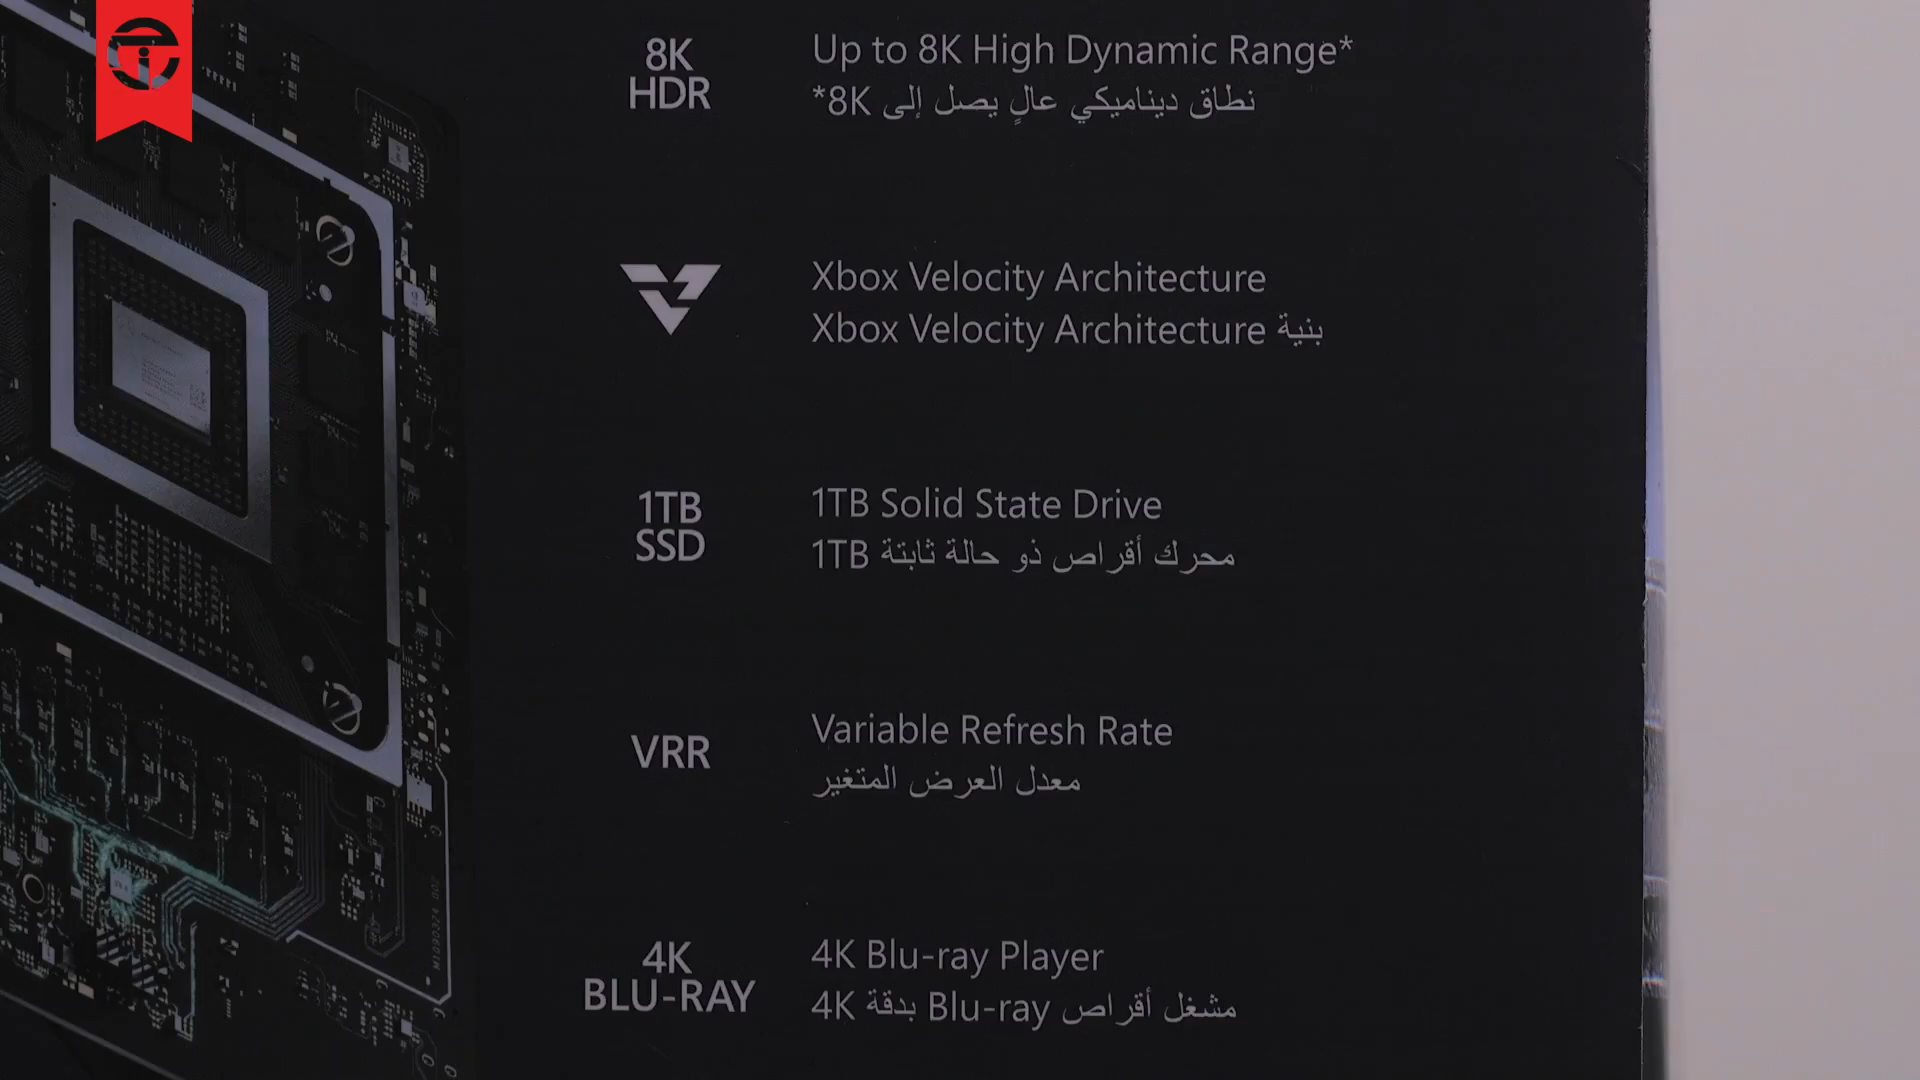 8K
HDR
Up to 8K High Dynamic Range*
نطاق ديناميكي عالٍ يصل إلى 8K*
Xbox Velocity Architecture
بنية Xbox Velocity Architecture
1TB
SSD
1TB Solid State Drive
محرك أقراص ذو حالة ثابتة 1TB
VRR
Variable Refresh Rate
معدل العرض المتغير
4K
BLU-RAY
4K Blu-ray Player
مشغل أقراص Blu-ray بدقة 4K